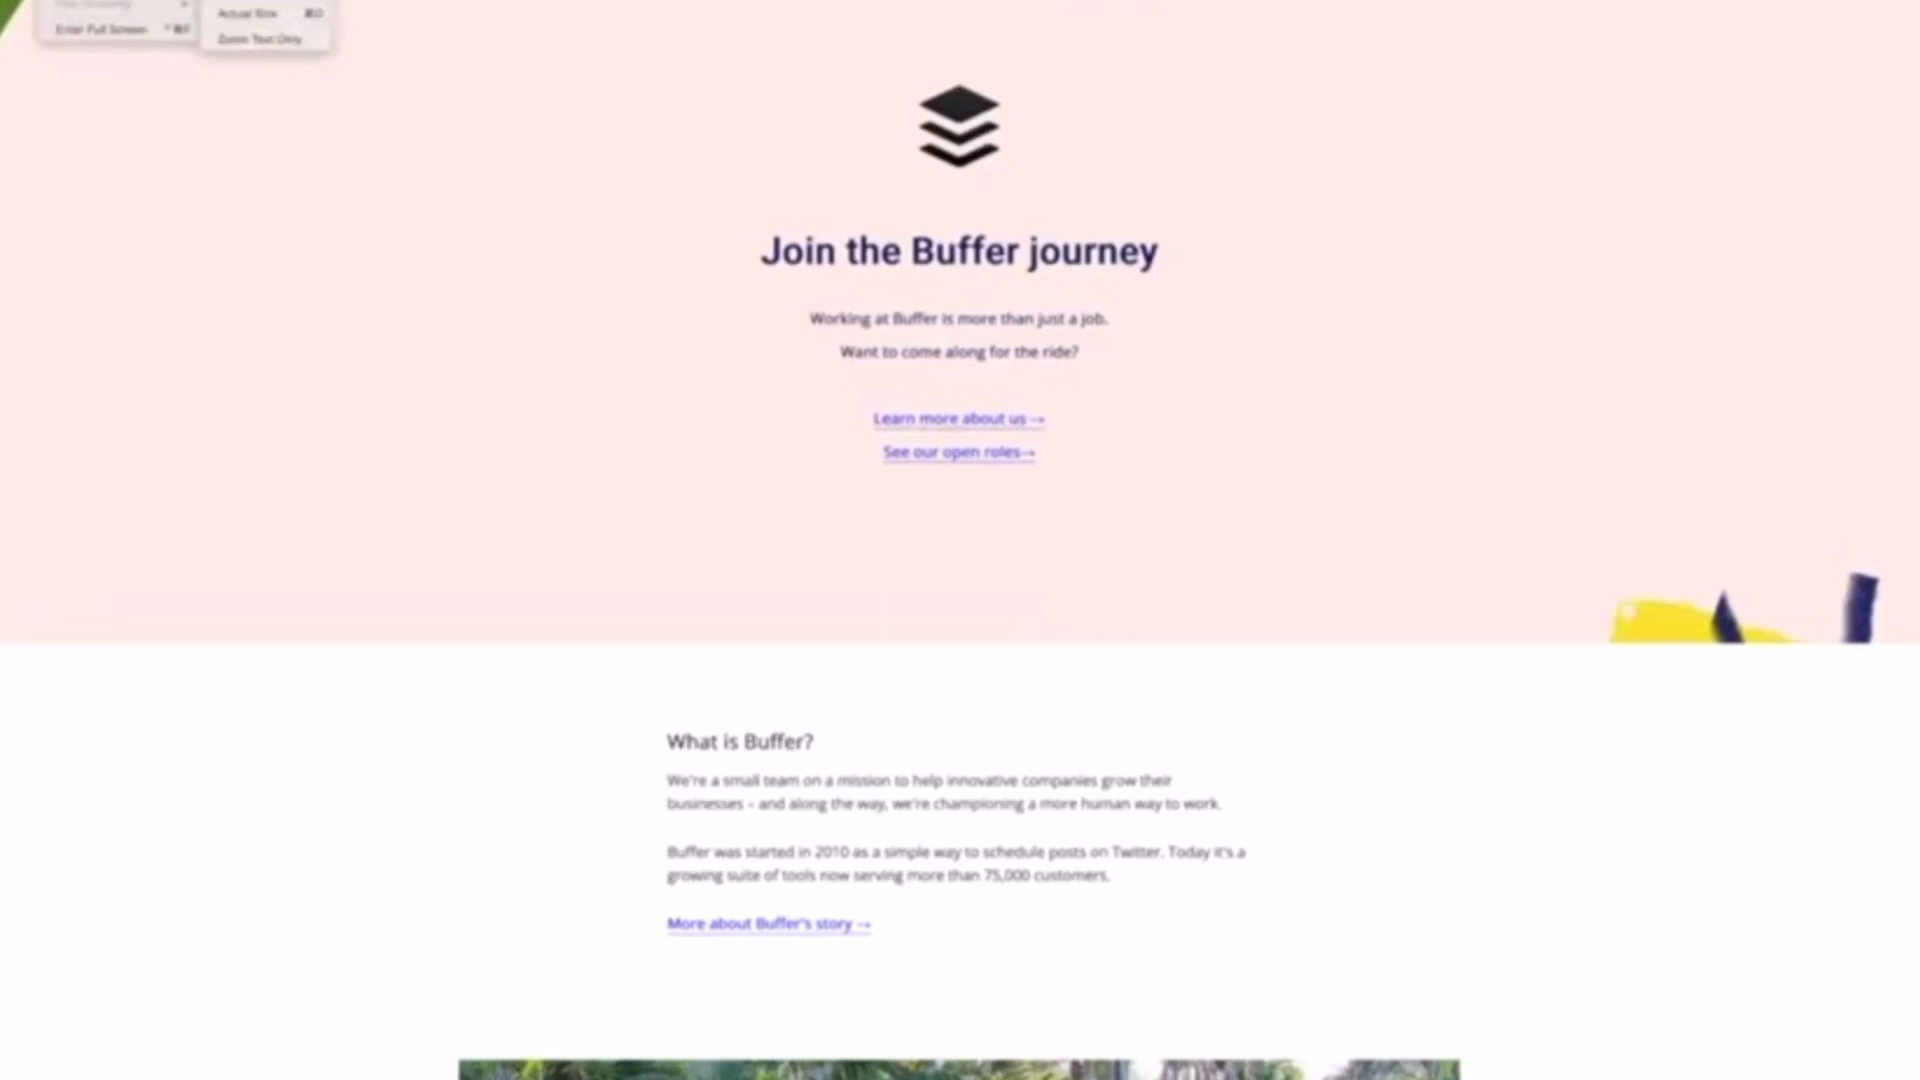 Actual Size ⌘0
Enter Full Screen ^⌘F
Zoom Text Only
Join the Buffer journey
Working at Buffer is more than just a job.
Want to come along for the ride?
Learn more about us →
See our open roles→
What is Buffer?
We're a small team on a mission to help innovative companies grow their
businesses – and along the way, we're championing a more human way to work.
Buffer was started in 2010 as a simple way to schedule posts on Twitter. Today it's a
growing suite of tools now serving more than 75,000 customers.
More about Buffer's story →